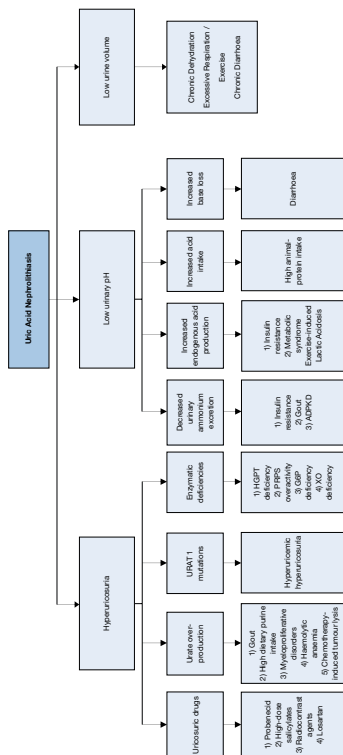 Uric Acid Nephrolithiasis
Hyperuricosuria
Low urinary pH
Low urine volume
Uricosuric drugs
Urate over-
production
URAT 1
mutations
Enzymatic
deficiencies
Decreased
urinary
ammonium
excretion
Increased
endogenous acid
production
Increased acid
intake
Increased
base loss
Chronic Dehydration
Excessive Respiration /
Exercise
Chronic Diarrhoea
1) Probenecid
2) High-dose
salicylates
3) Radiocontrast
agents
4) Losartan
1) Gout
2) High dietary purine
intake
3) Myeloproliferative
disorders
4) Haemolytic
anaemia
5) Chemotherapy-
induced tumour lysis
Hyperuricemic
hyperuricosuria
1) HGPT
deficiency
2) PRPS
overactivity
3) G6P
deficiency
4) XO
deficiency
1) Insulin
resistance
2) Gout
3) ADPKD
1) Insulin
resistance
2) Metabolic
syndrome
Exercise-induced
Lactic Acidosis
High animal-
protein intake
Diarrhoea